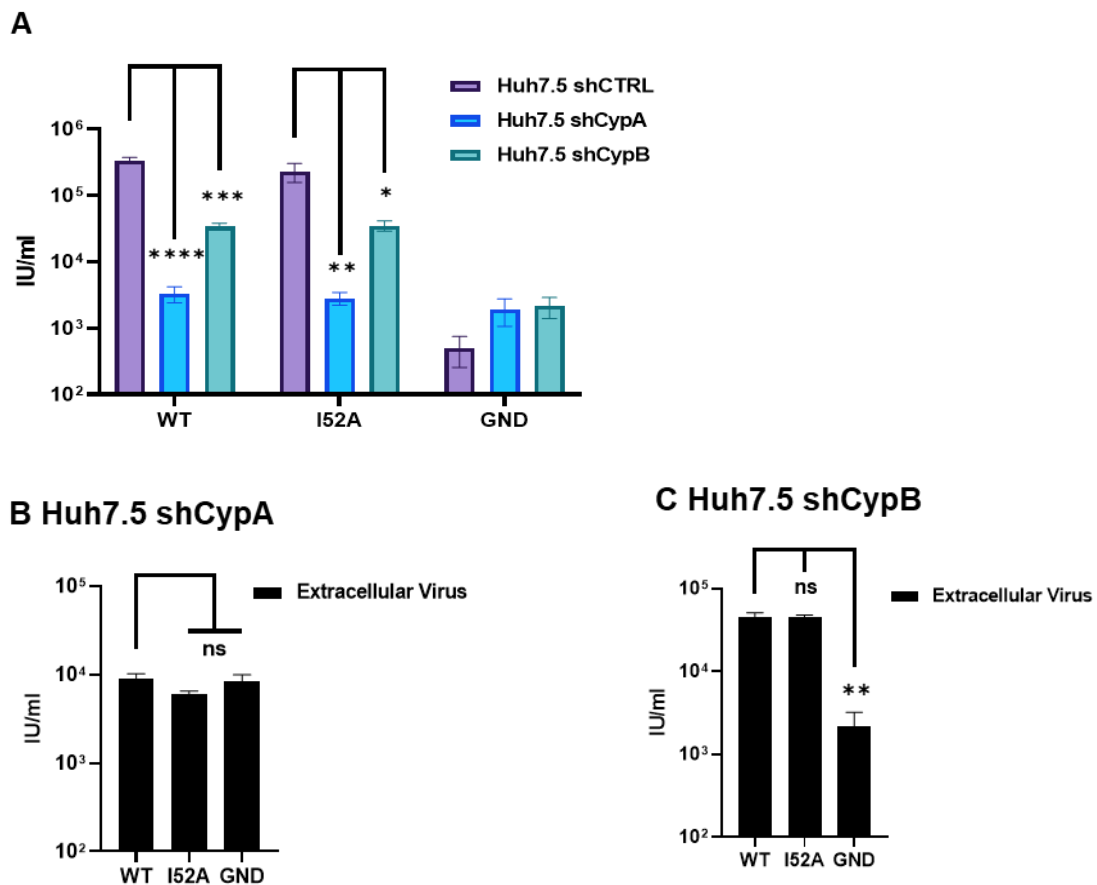 A
Huh7.5 shCTRL
Huh7.5 shCypA
Huh7.5 shCypB
10⁶
10⁵
10⁴
10³
10²
IU/ml
****
***
**
*
WT I52A GND
B Huh7.5 shCypA
Extracellular Virus
10⁵
10⁴
10³
10²
IU/ml
ns
WT I52A GND
C Huh7.5 shCypB
Extracellular Virus
10⁵
10⁴
10³
10²
IU/ml
ns
**
WT I52A GND